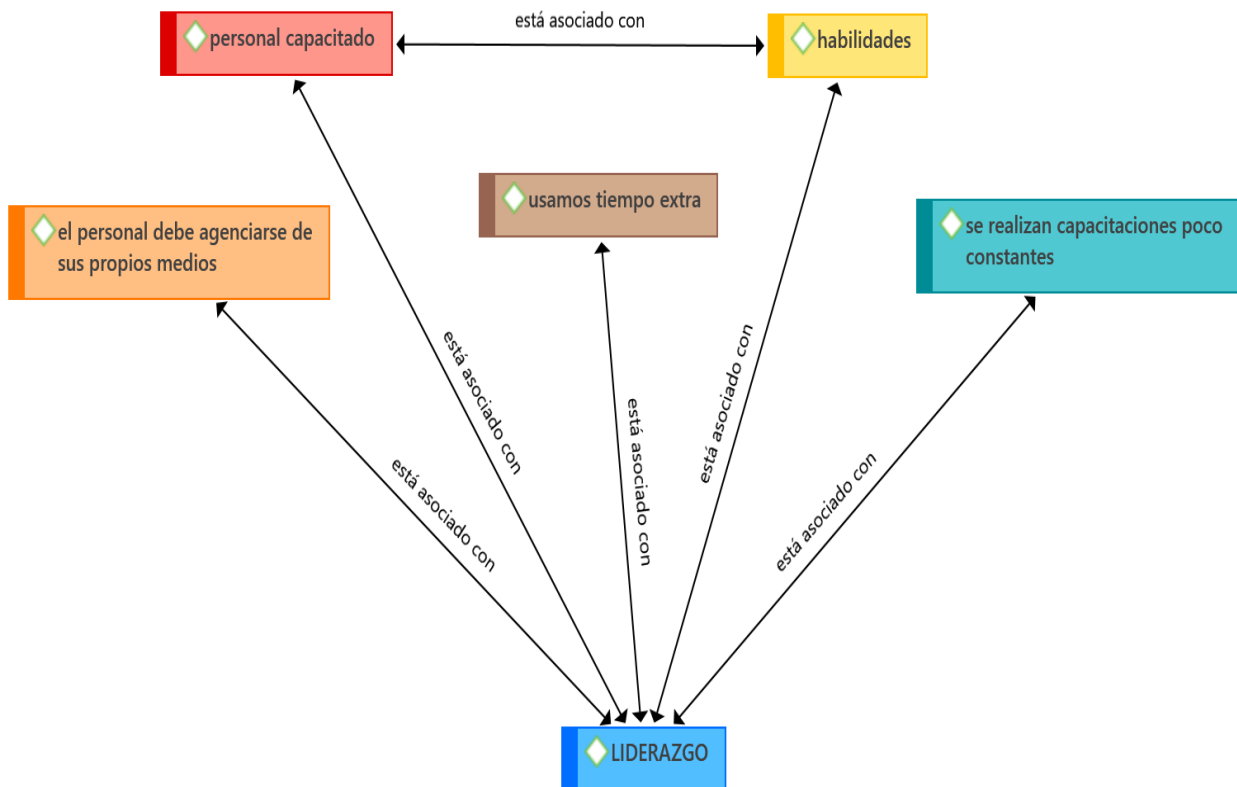 está asociado con
personal capacitado
habilidades
usamos tiempo extra
el personal debe agenciarse de
sus propios medios
se realizan capacitaciones poco
constantes
está asociado con
está asociado con
está asociado con
está asociado con
está asociado con
LIDERAZGO